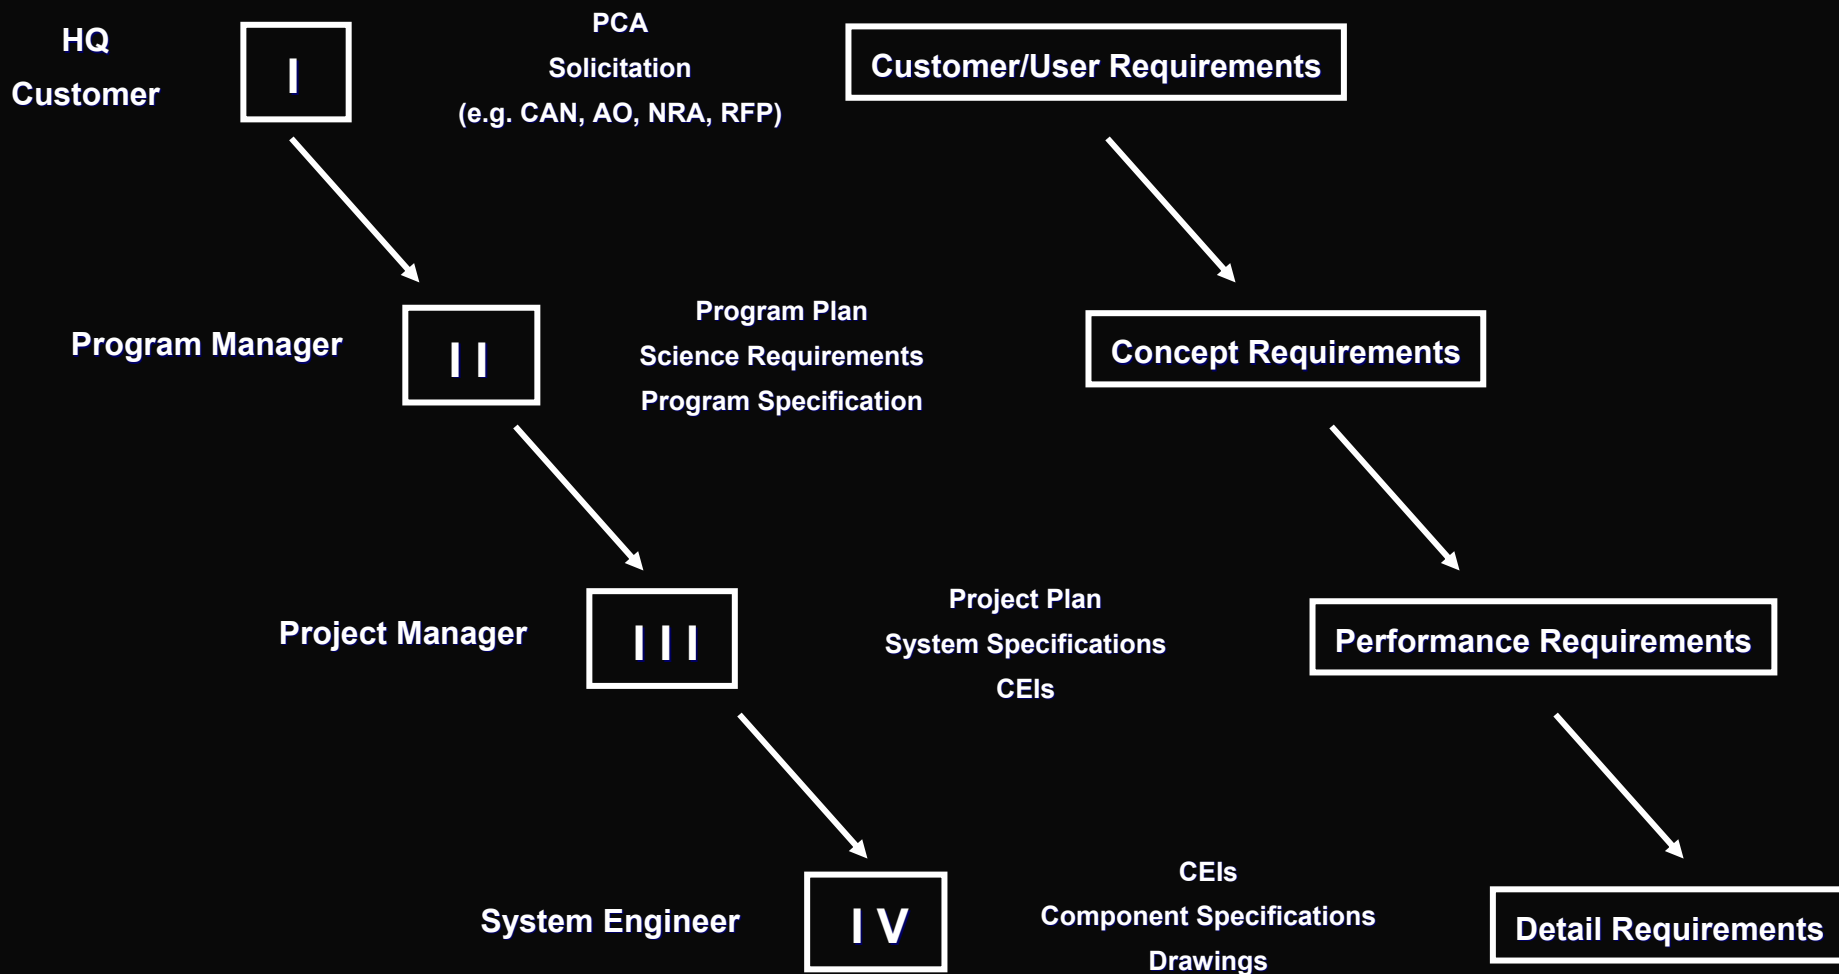 HQ
Customer
I
PCA
Solicitation
(e.g. CAN, AO, NRA, RFP)
Customer/User Requirements
Program Manager
I I
Program Plan
Science Requirements
Program Specification
Concept Requirements
Project Manager
I I I
Project Plan
System Specifications
CEIs
Performance Requirements
System Engineer
I V
CEIs
Component Specifications
Drawings
Detail Requirements